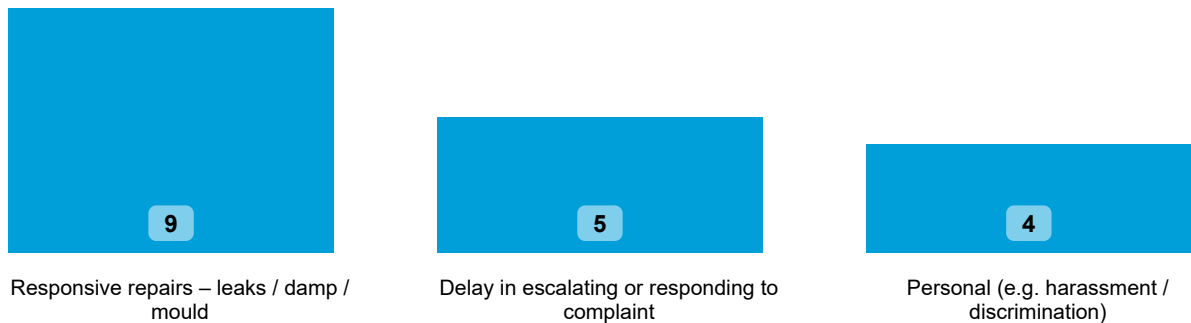 9
5
4
Responsive repairs – leaks / damp /
mould
Delay in escalating or responding to
complaint
Personal (e.g. harassment /
discrimination)